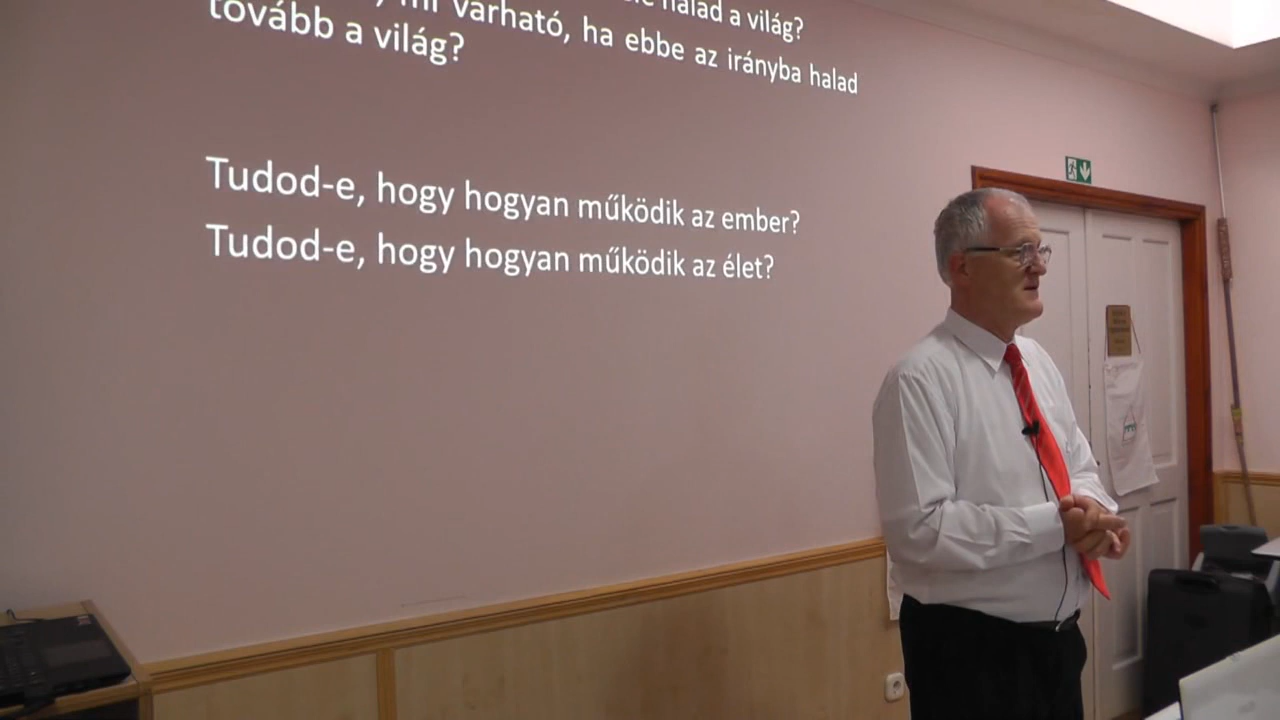 halad a világ?
mi várható, ha ebbe az irányba halad
tovább a világ?
Tudod-e, hogy hogyan működik az ember?
Tudod-e, hogy hogyan működik az élet?